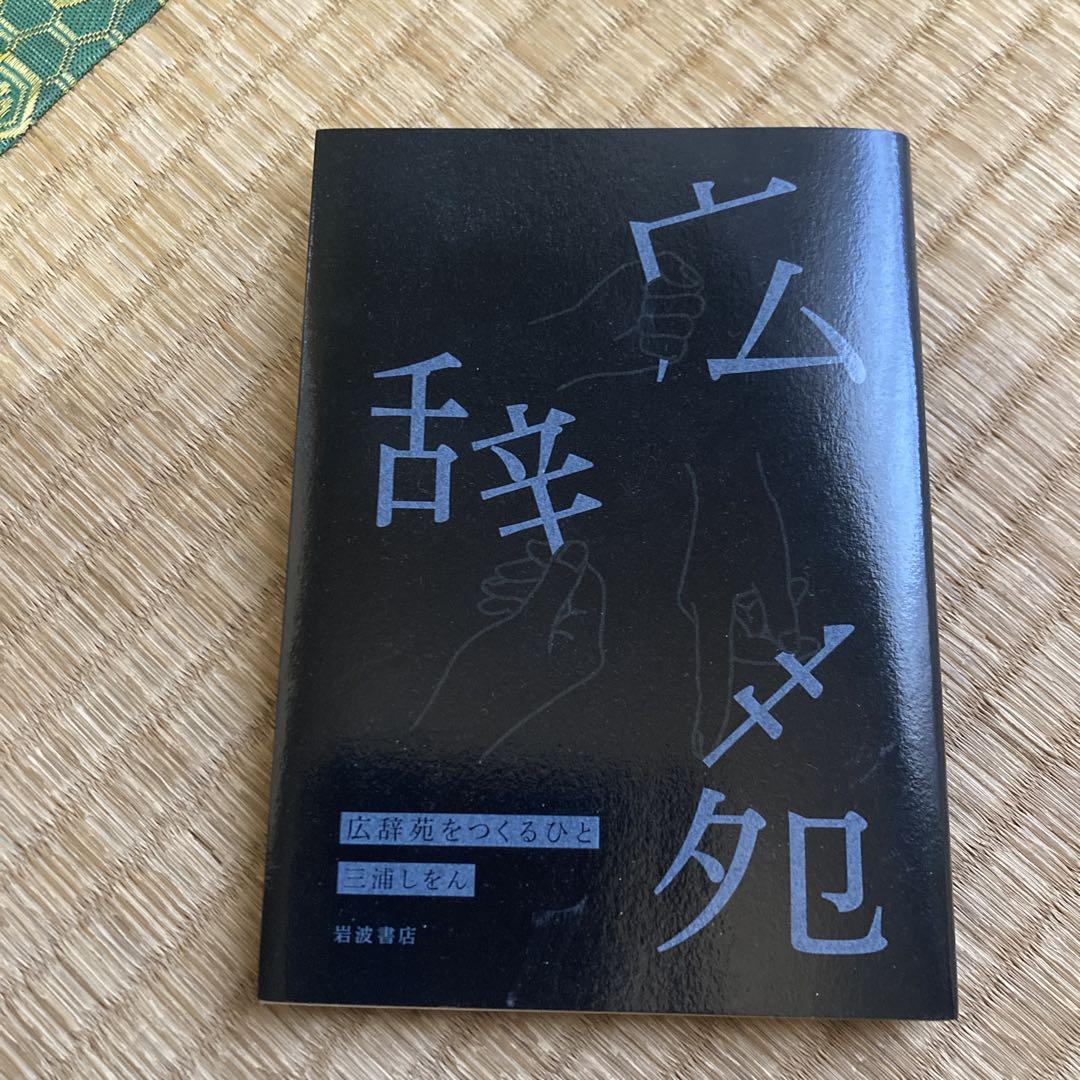 広
辞
苑
広辞苑をつくるひと
三浦しをん
岩波書店